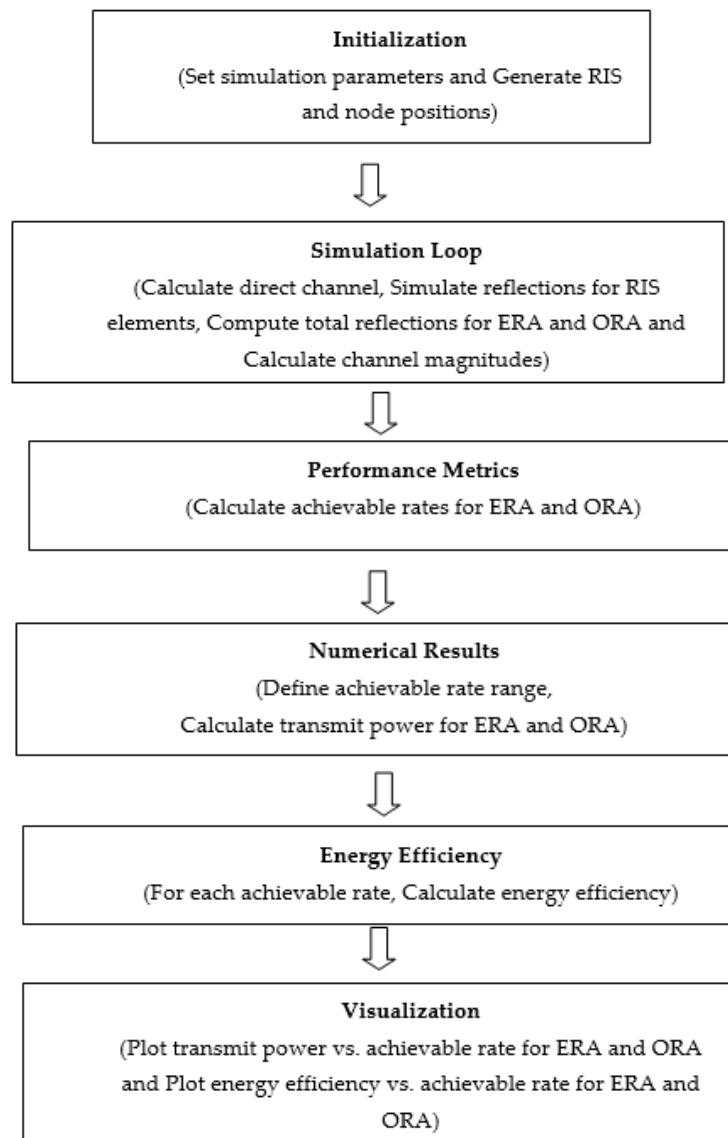 Initialization
(Set simulation parameters and Generate RIS
and node positions)
Simulation Loop
(Calculate direct channel, Simulate reflections for RIS
elements, Compute total reflections for ERA and ORA and
Calculate channel magnitudes)
Performance Metrics
(Calculate achievable rates for ERA and ORA)
Numerical Results
(Define achievable rate range,
Calculate transmit power for ERA and ORA)
Energy Efficiency
(For each achievable rate, Calculate energy efficiency)
Visualization
(Plot transmit power vs. achievable rate for ERA and ORA
and Plot energy efficiency vs. achievable rate for ERA and
ORA)